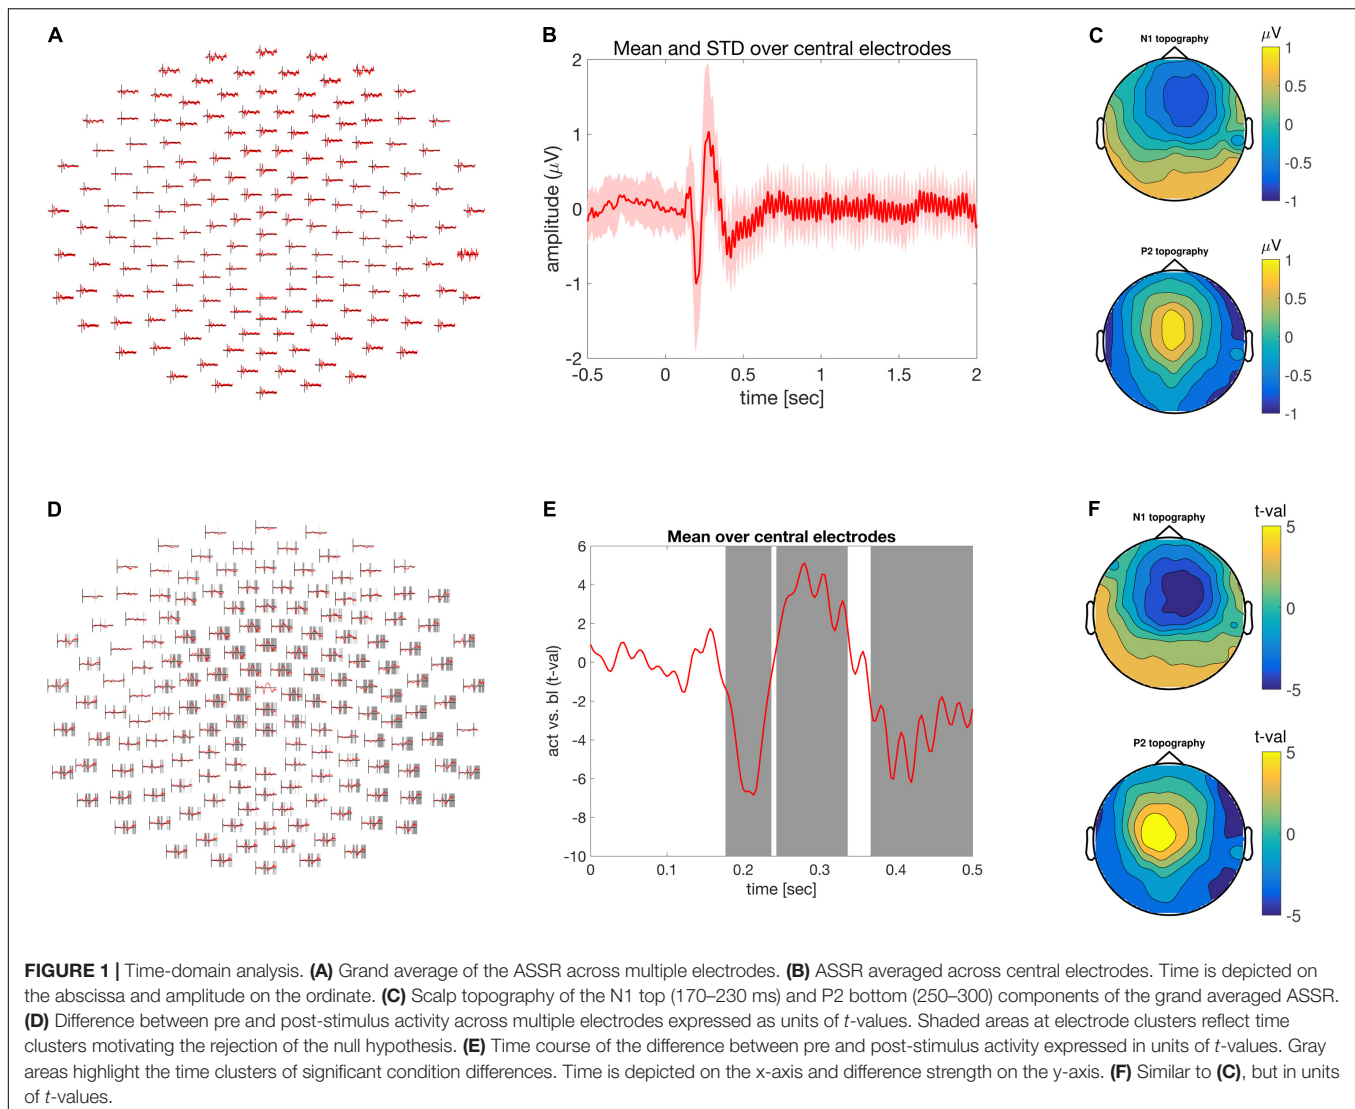 A
B
Mean and STD over central electrodes
2
1
0
-1
-2
-0.5
0
0.5
1
1.5
2
amplitude (μV)
time [sec]
C
N1 topography
μV
1
0.5
0
-0.5
-1
P2 topography
μV
1
0.5
0
-0.5
-1
D
E
Mean over central electrodes
6
4
2
0
-2
-4
-6
-8
-10
0
0.1
0.2
0.3
0.4
0.5
act vs. bl (t-val)
time [sec]
F
N1 topography
t-val
5
0
-5
P2 topography
t-val
5
0
-5
FIGURE 1 | Time-domain analysis. (A) Grand average of the ASSR across multiple electrodes. (B) ASSR averaged across central electrodes. Time is depicted on
the abscissa and amplitude on the ordinate. (C) Scalp topography of the N1 top (170–230 ms) and P2 bottom (250–300) components of the grand averaged ASSR.
(D) Difference between pre and post-stimulus activity across multiple electrodes expressed as units of t-values. Shaded areas at electrode clusters reflect time
clusters motivating the rejection of the null hypothesis. (E) Time course of the difference between pre and post-stimulus activity expressed in units of t-values. Gray
areas highlight the time clusters of significant condition differences. Time is depicted on the x-axis and difference strength on the y-axis. (F) Similar to (C), but in units
of t-values.